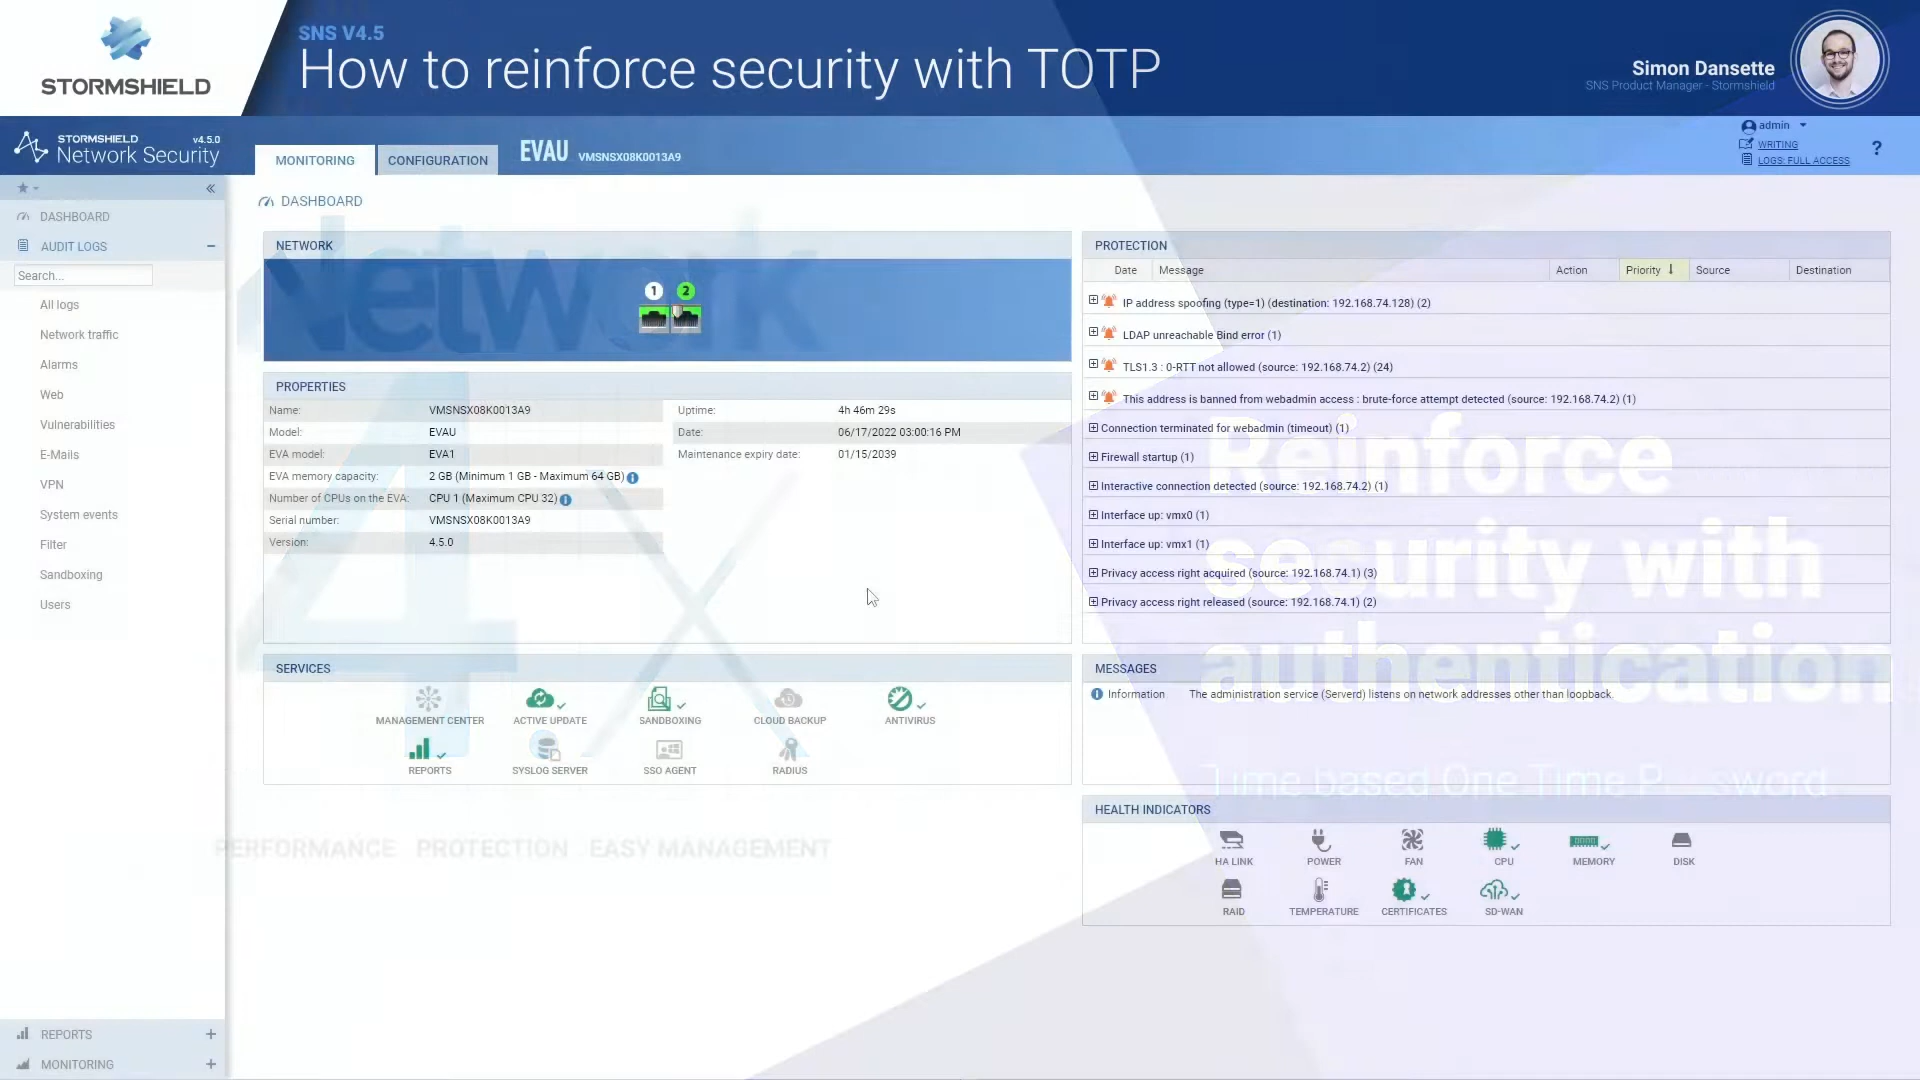 STORMSHIELD
SNS V4.5
How to reinforce security with TOTP
Simon Dansette
SNS Product Manager - Stormshield
STORMSHIELD v4.5.0
Network Security
MONITORING
CONFIGURATION
EVAU VMSNSX08K0013A9
admin
WRITING
LOGS: FULL ACCESS
?
DASHBOARD
AUDIT LOGS
Search...
All logs
Network traffic
Alarms
Web
Vulnerabilities
E-Mails
VPN
System events
Filter
Sandboxing
Users
REPORTS
MONITORING
DASHBOARD
NETWORK
Network
1 2
4.x
PROPERTIES
Name: VMSNSX08K0013A9
Model: EVAU
EVA model: EVA1
EVA memory capacity: 2 GB (Minimum 1 GB - Maximum 64 GB)
Number of CPUs on the EVA: CPU 1 (Maximum CPU 32)
Serial number: VMSNSX08K0013A9
Version: 4.5.0
Uptime: 4h 46m 29s
Date: 06/17/2022 03:00:16 PM
Maintenance expiry date: 01/15/2039
SERVICES
MANAGEMENT CENTER ACTIVE UPDATE SANDBOXING CLOUD BACKUP ANTIVIRUS
REPORTS SYSLOG SERVER SSO AGENT RADIUS
PERFORMANCE PROTECTION EASY MANAGEMENT
PROTECTION
Date Message Action Priority Source Destination
IP address spoofing (type=1) (destination: 192.168.74.128) (2)
LDAP unreachable Bind error (1)
TLS1.3 : 0-RTT not allowed (source: 192.168.74.2) (24)
This address is banned from webadmin access : brute-force attempt detected (source: 192.168.74.2) (1)
Connection terminated for webadmin (timeout) (1)
Firewall startup (1)
Interactive connection detected (source: 192.168.74.2) (1)
Interface up: vmx0 (1)
Interface up: vmx1 (1)
Privacy access right acquired (source: 192.168.74.1) (3)
Privacy access right released (source: 192.168.74.1) (2)
Reinforce
security with
authentication
Time based One Time Password
MESSAGES
Information The administration service (Serverd) listens on network addresses other than loopback.
HEALTH INDICATORS
HA LINK POWER FAN CPU MEMORY DISK
RAID TEMPERATURE CERTIFICATES SD-WAN